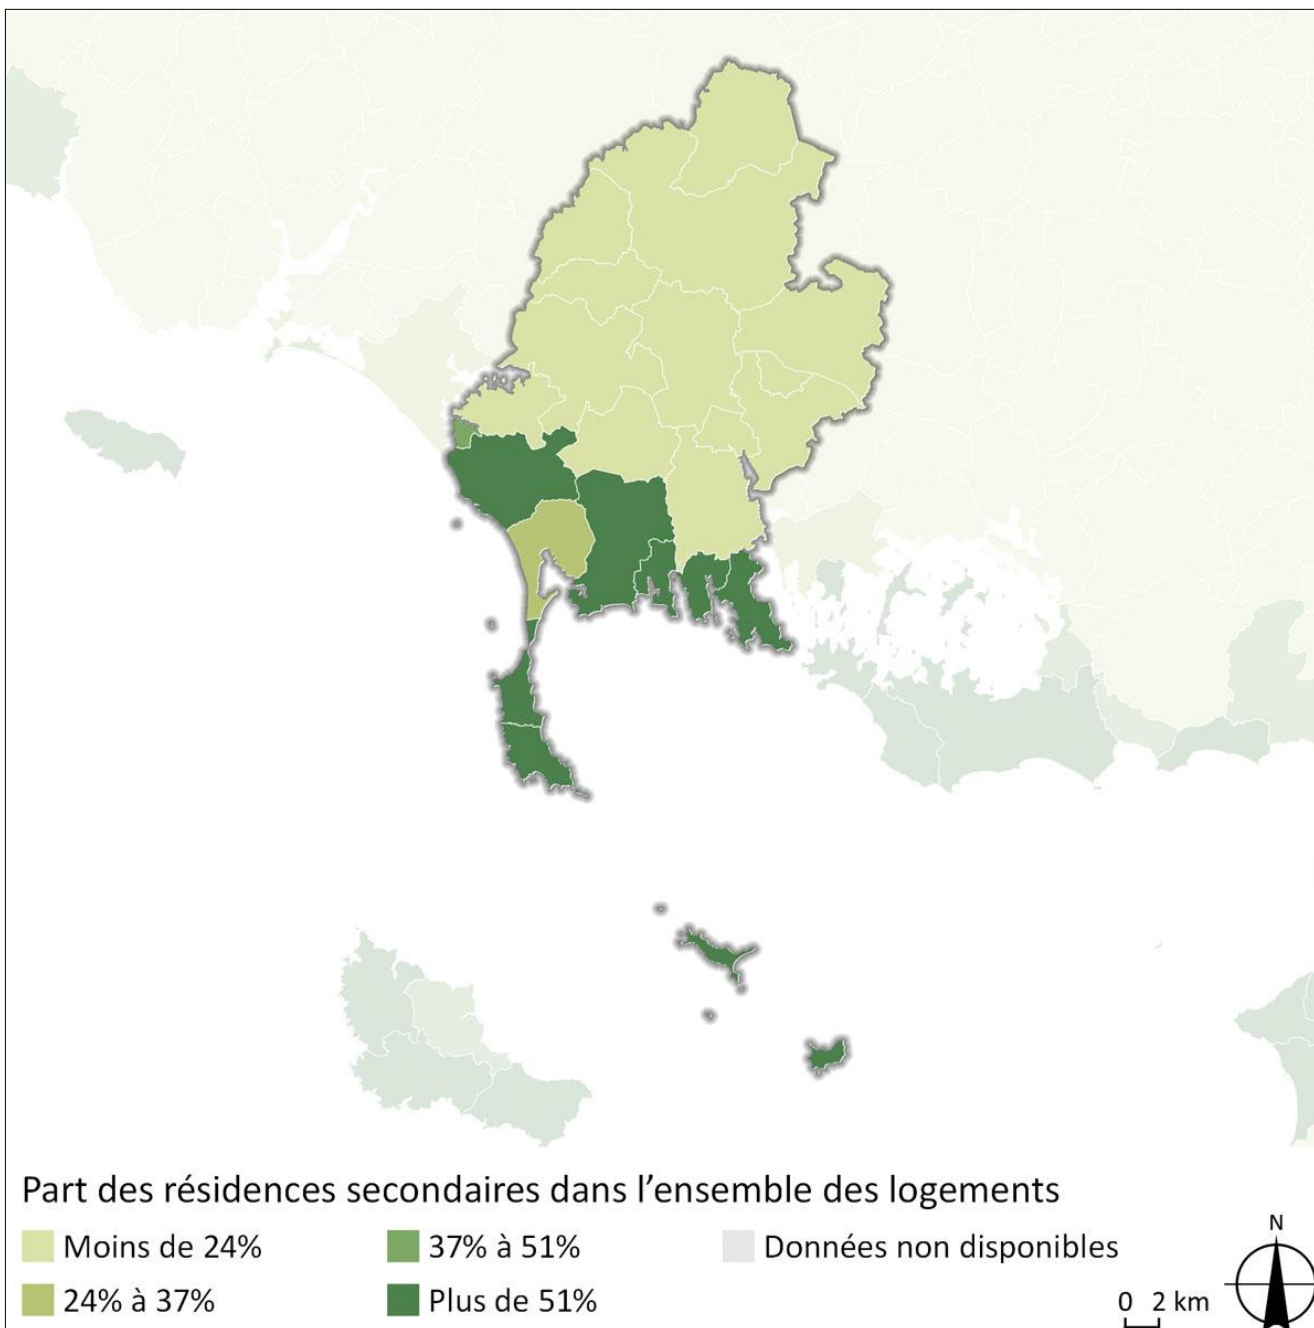 Part des résidences secondaires dans l’ensemble des logements
Moins de 24%
37% à 51%
Données non disponibles
24% à 37%
Plus de 51%
0 2 km
N